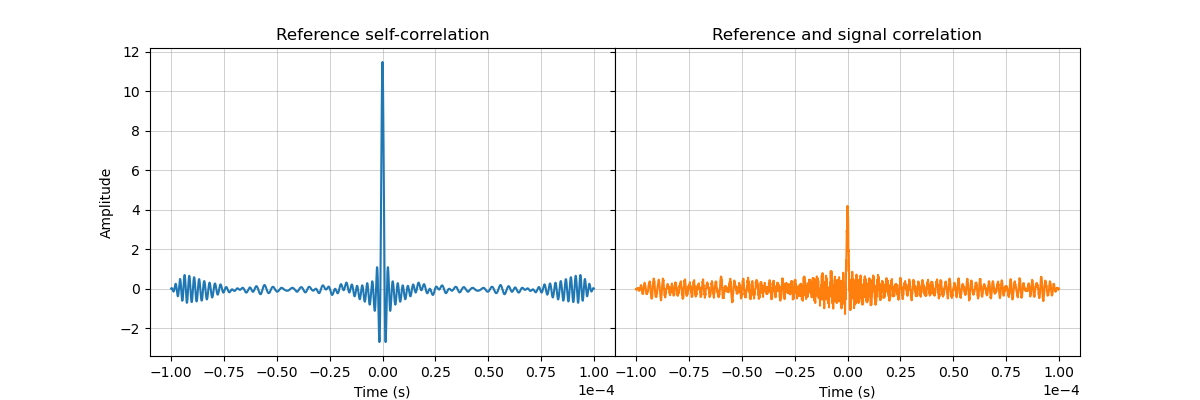 Reference self-correlation
Reference and signal correlation
Amplitude
12
10
8
6
4
2
0
−2
−1.00 −0.75 −0.50 −0.25 0.00 0.25 0.50 0.75 1.00
1e−4
Time (s)
−1.00 −0.75 −0.50 −0.25 0.00 0.25 0.50 0.75 1.00
1e−4
Time (s)